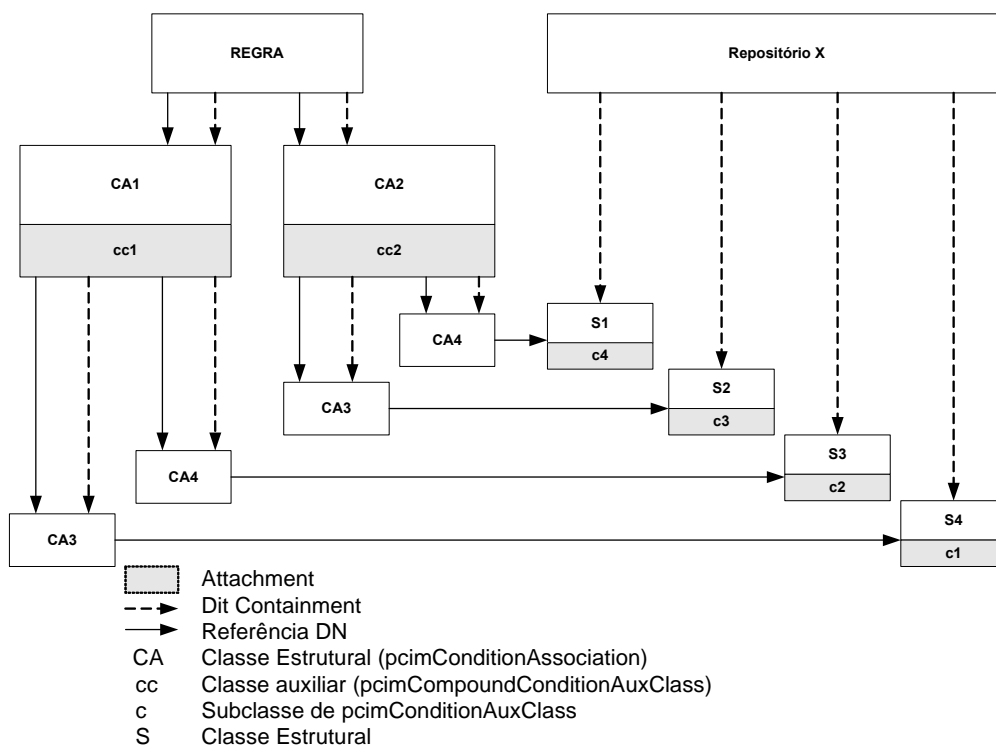 REGRA
Repositório X
CA1
CA2
cc1
cc2
CA4
S1
c4
CA3
S2
c3
CA4
S3
c2
CA3
S4
c1
Attachment
Dit Containment
Referência DN
CA Classe Estrutural (pcimConditionAssociation)
cc Classe auxiliar (pcimCompoundConditionAuxClass)
c Subclasse de pcimConditionAuxClass
S Classe Estrutural